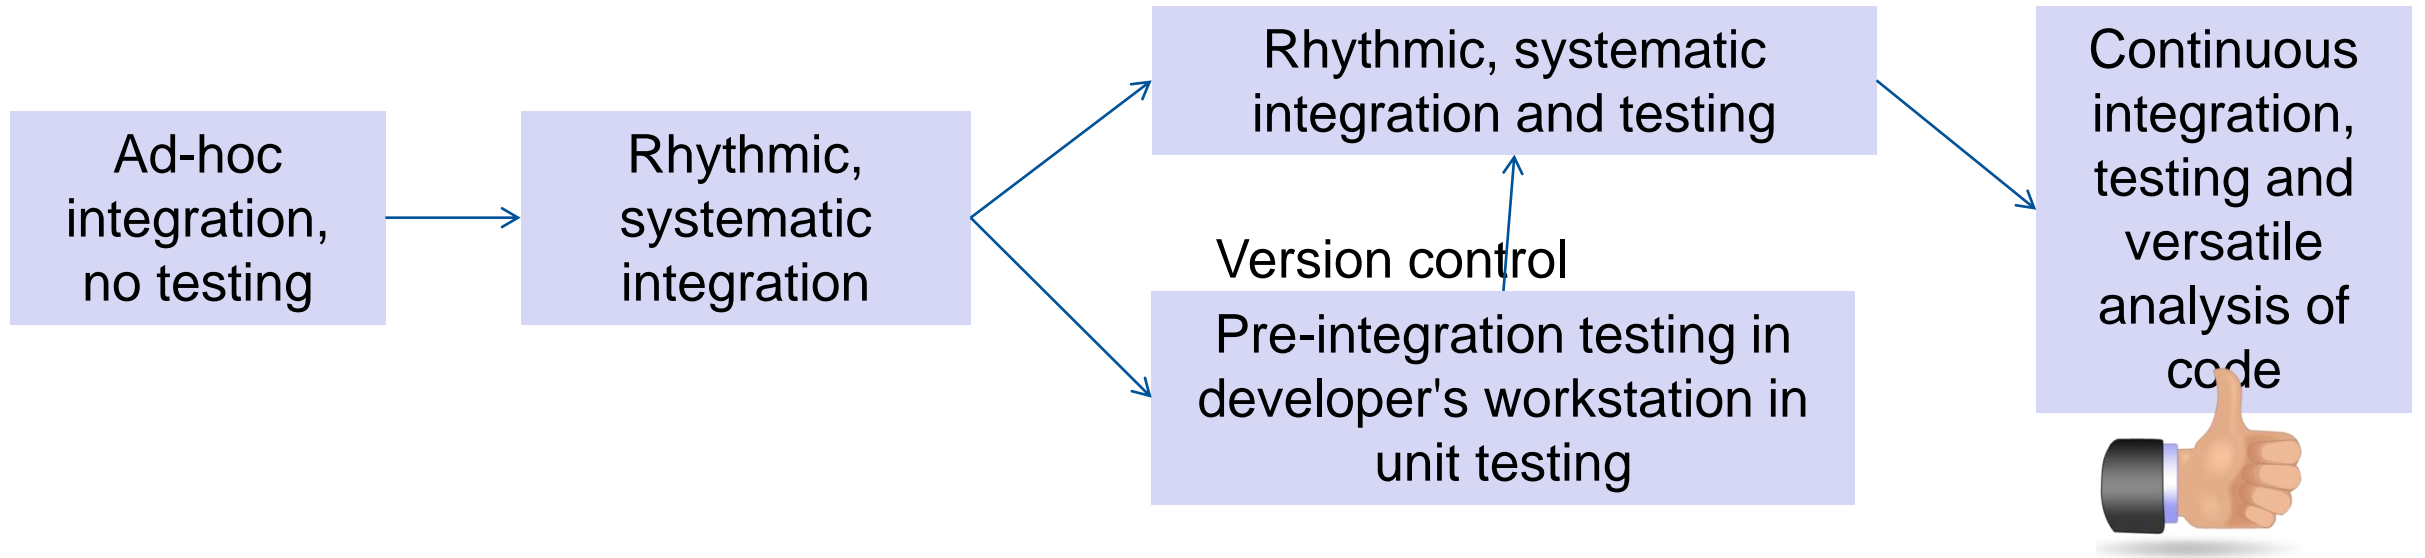 Ad-hoc
integration,
no testing
Rhythmic,
systematic
integration
Rhythmic, systematic
integration and testing
Version control
Pre-integration testing in
developer's workstation in
unit testing
Continuous
integration,
testing and
versatile
analysis of
code